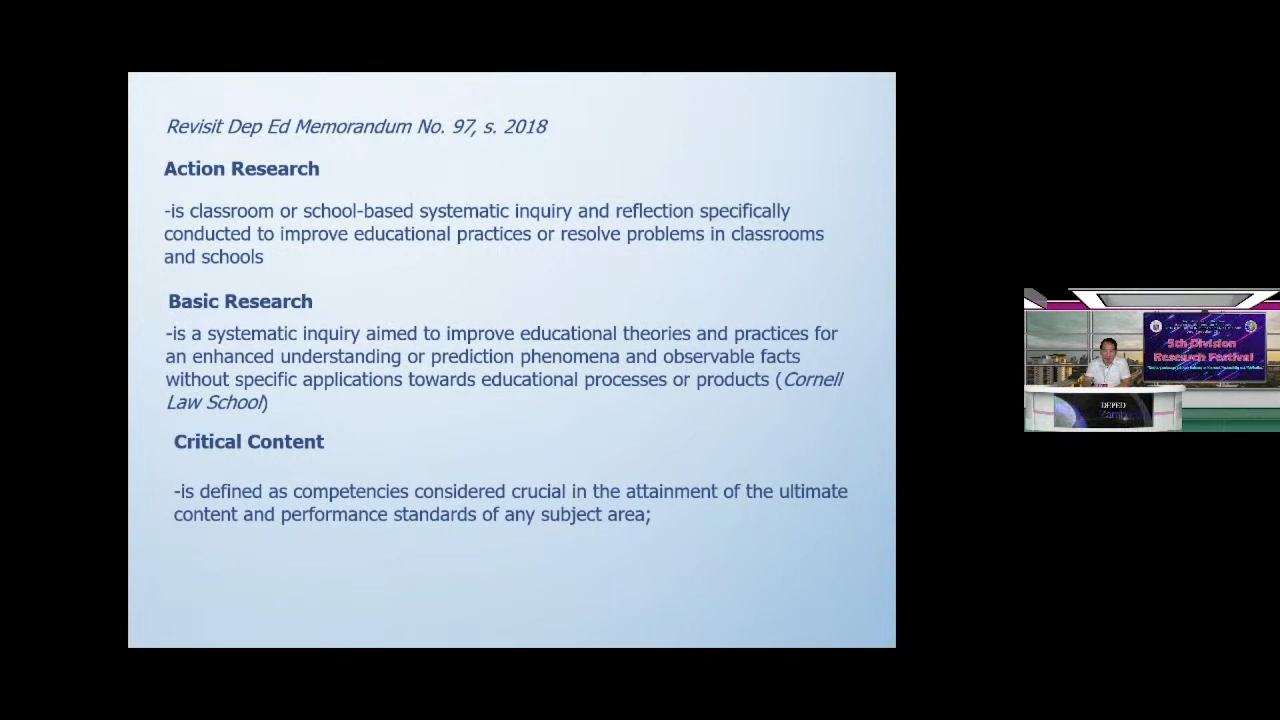 Revisit Dep Ed Memorandum No. 97, s. 2018
Action Research
-is classroom or school-based systematic inquiry and reflection specifically
conducted to improve educational practices or resolve problems in classrooms
and schools
Basic Research
-is a systematic inquiry aimed to improve educational theories and practices for
an enhanced understanding or prediction phenomena and observable facts
without specific applications towards educational processes or products (Cornell
Law School)
Critical Content
-is defined as competencies considered crucial in the attainment of the ultimate
content and performance standards of any subject area;
5th Division
Research Festival
DEPED